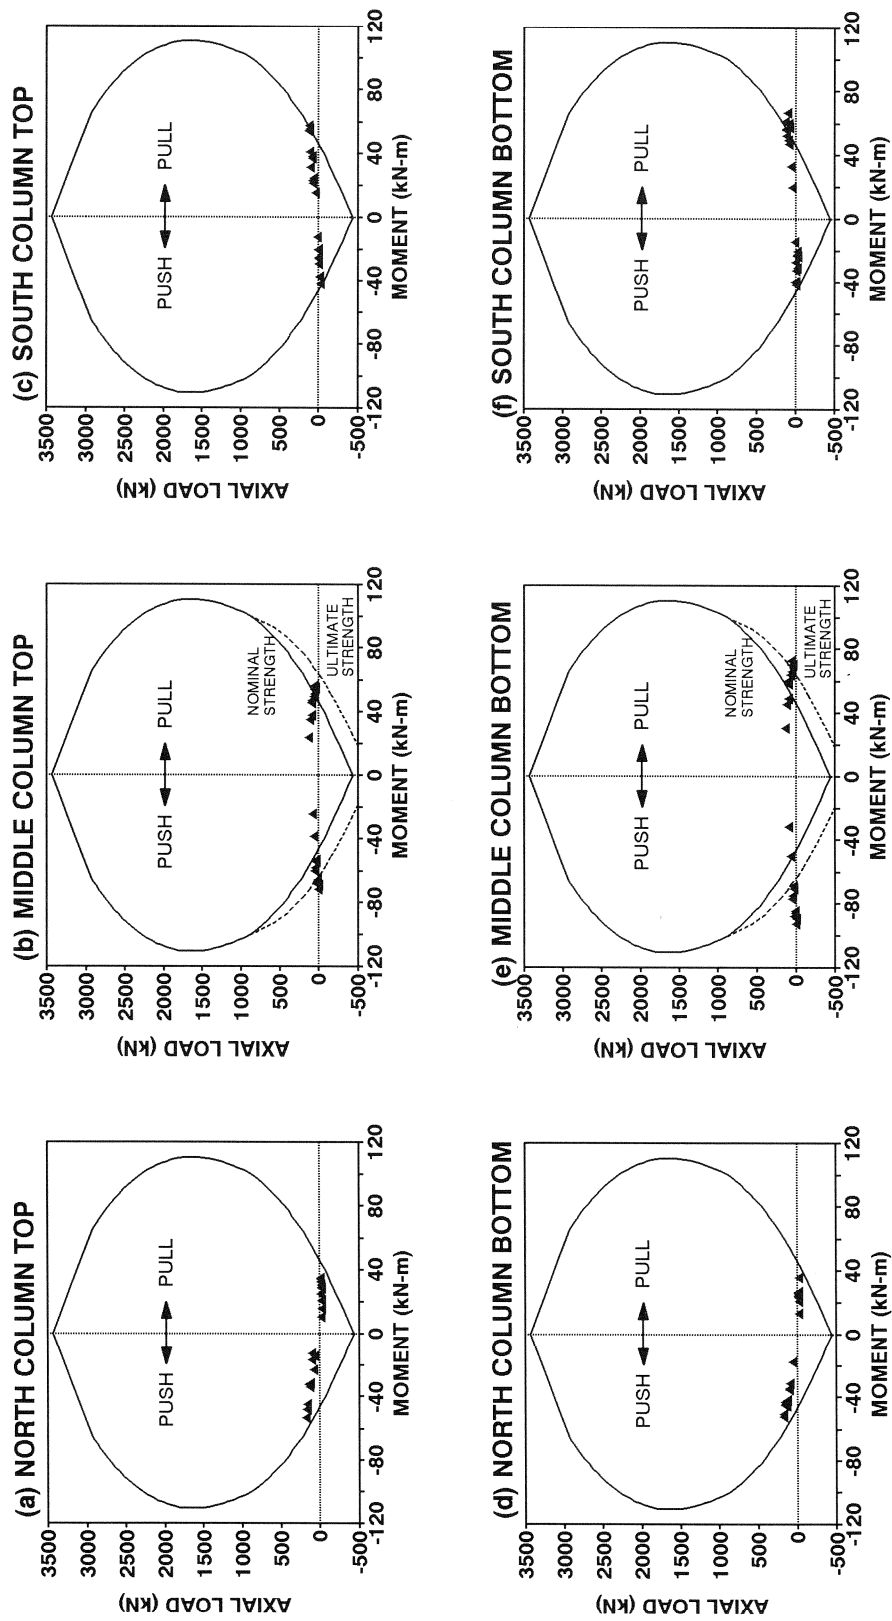 (a) NORTH COLUMN TOP
3500
3000
2500
2000
1500
1000
500
0
-500
AXIAL LOAD (kN)
PUSH PULL
-120 -80 -40 0 40 80 120
MOMENT (kN-m)
(b) MIDDLE COLUMN TOP
3500
3000
2500
2000
1500
1000
500
0
-500
AXIAL LOAD (kN)
PUSH PULL
NOMINAL
STRENGTH
ULTIMATE
STRENGTH
-120 -80 -40 0 40 80 120
MOMENT (kN-m)
(c) SOUTH COLUMN TOP
3500
3000
2500
2000
1500
1000
500
0
-500
AXIAL LOAD (kN)
PUSH PULL
-120 -80 -40 0 40 80 120
MOMENT (kN-m)
(d) NORTH COLUMN BOTTOM
3500
3000
2500
2000
1500
1000
500
0
-500
AXIAL LOAD (kN)
PUSH PULL
-120 -80 -40 0 40 80 120
MOMENT (kN-m)
(e) MIDDLE COLUMN BOTTOM
3500
3000
2500
2000
1500
1000
500
0
-500
AXIAL LOAD (kN)
PUSH PULL
NOMINAL
STRENGTH
ULTIMATE
STRENGTH
-120 -80 -40 0 40 80 120
MOMENT (kN-m)
(f) SOUTH COLUMN BOTTOM
3500
3000
2500
2000
1500
1000
500
0
-500
AXIAL LOAD (kN)
PUSH PULL
-120 -80 -40 0 40 80 120
MOMENT (kN-m)